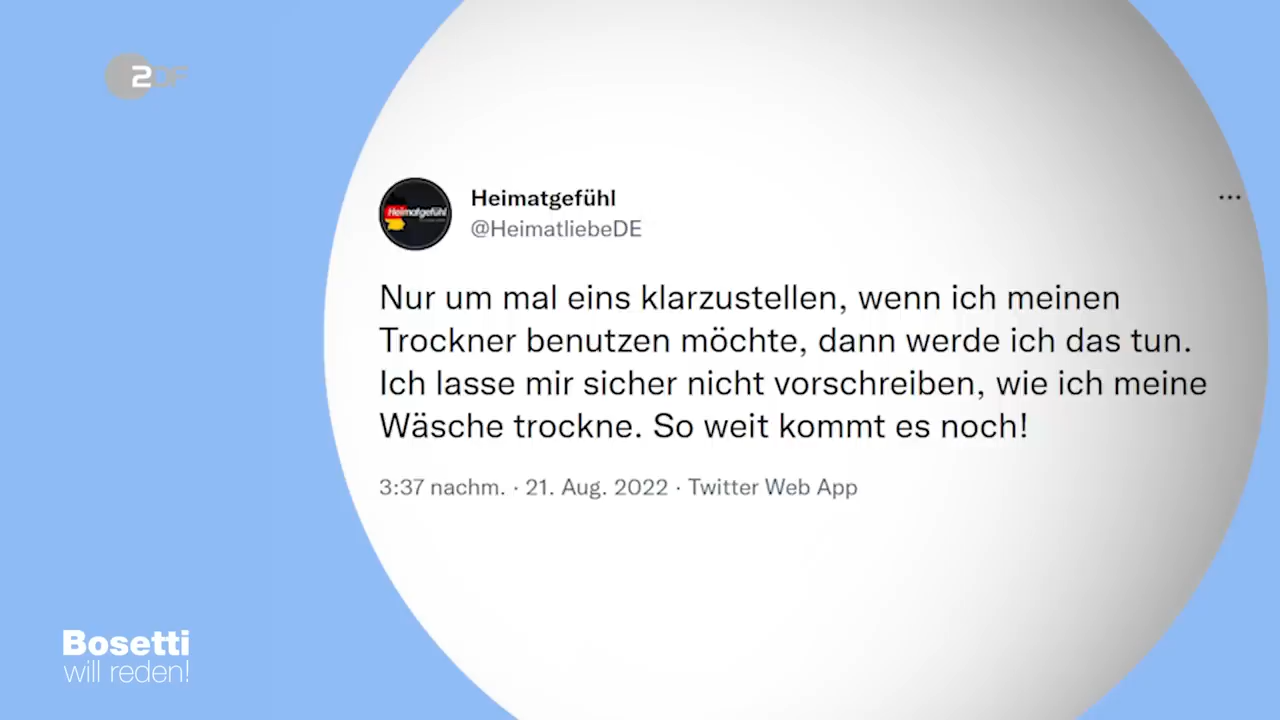 2DF
Heimatgefühl
Heimatgefühl
@HeimatliebeDE
Nur um mal eins klarzustellen, wenn ich meinen
Trockner benutzen möchte, dann werde ich das tun.
Ich lasse mir sicher nicht vorschreiben, wie ich meine
Wäsche trockne. So weit kommt es noch!
3:37 nachm. · 21. Aug. 2022 · Twitter Web App
Bosetti
will reden!